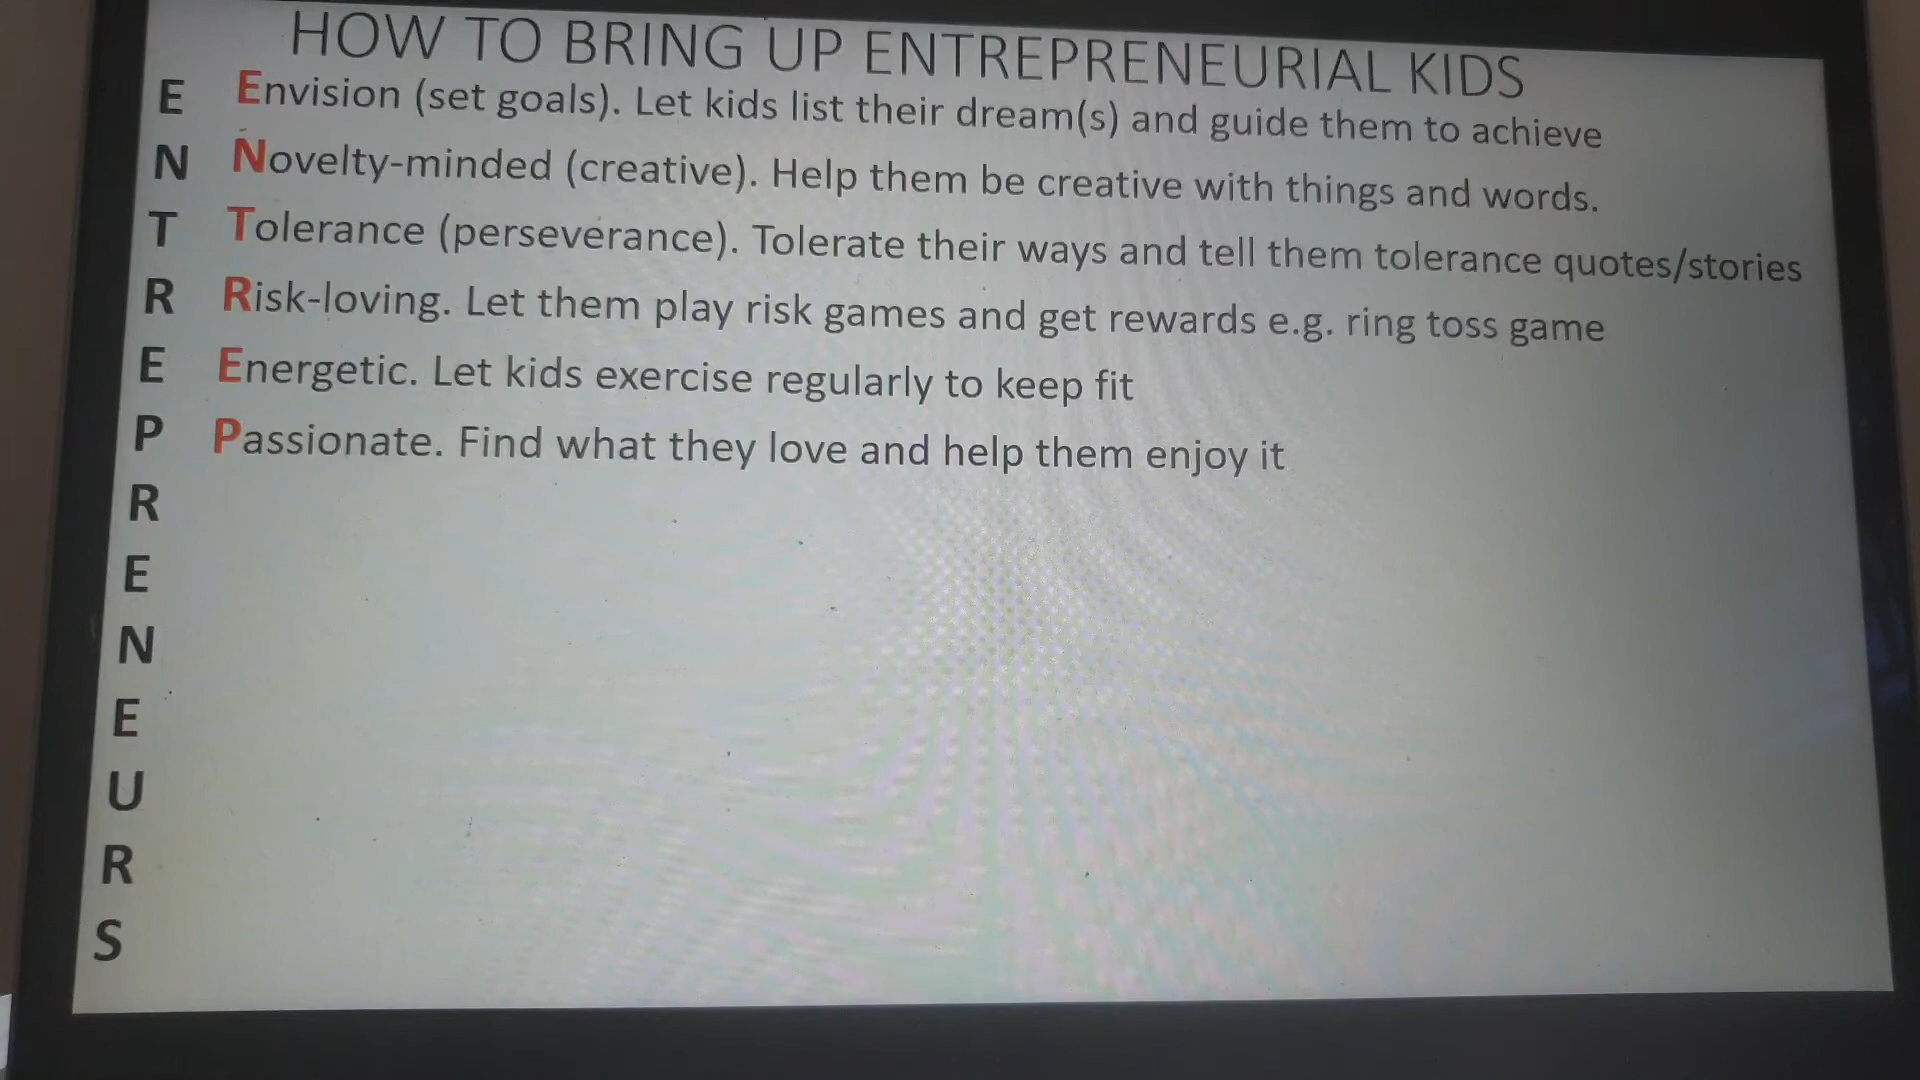 HOW TO BRING UP ENTREPRENEURIAL KIDS
E Envision (set goals). Let kids list their dream(s) and guide them to achieve
N Novelty-minded (creative). Help them be creative with things and words.
T Tolerance (perseverance). Tolerate their ways and tell them tolerance quotes/stories
R Risk-loving. Let them play risk games and get rewards e.g. ring toss game
E Energetic. Let kids exercise regularly to keep fit
P Passionate. Find what they love and help them enjoy it
R
E
N
E
U
R
S